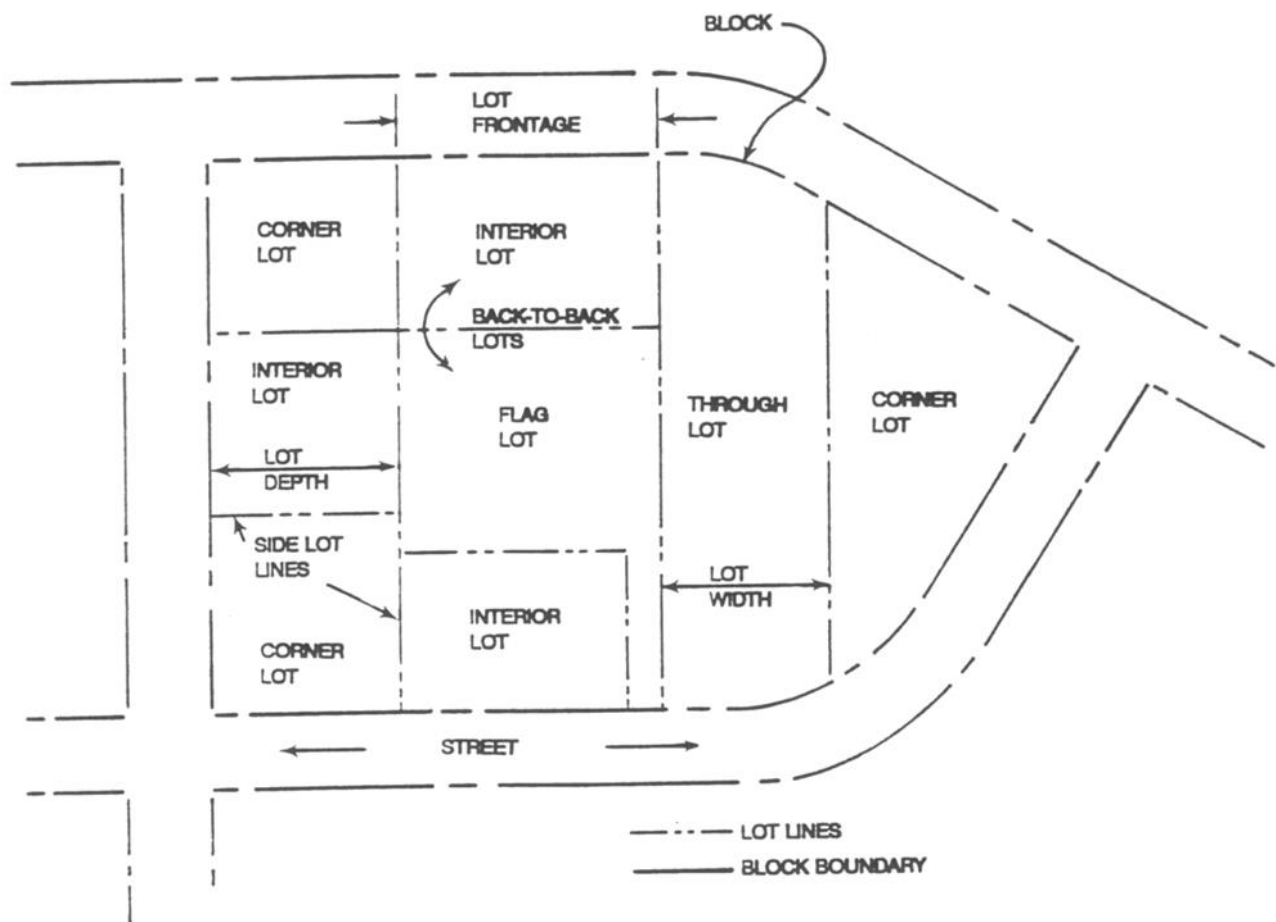 BLOCK
LOT
FRONTAGE
CORNER
LOT
INTERIOR
LOT
BACK-TO-BACK
LOTS
INTERIOR
LOT
FLAG
LOT
THROUGH
LOT
CORNER
LOT
LOT
DEPTH
SIDE LOT
LINES
LOT
WIDTH
INTERIOR
LOT
CORNER
LOT
STREET
LOT LINES
BLOCK BOUNDARY